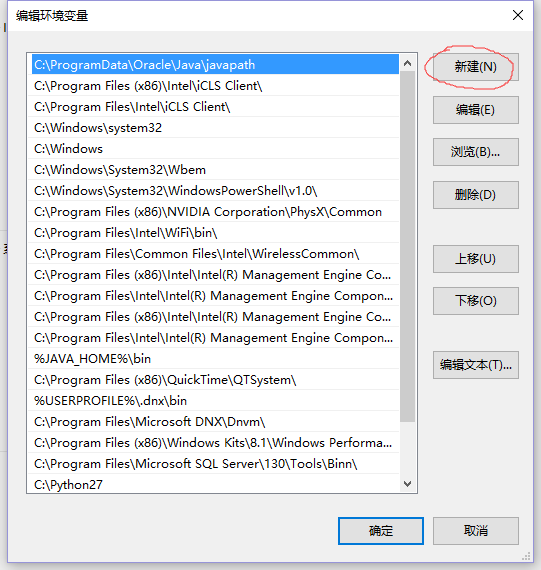 编辑环境变量
C:\ProgramData\Oracle\Java\javapath
C:\Program Files (x86)\Intel\iCLS Client\
C:\Program Files\Intel\iCLS Client\
C:\Windows\system32
C:\Windows
C:\Windows\System32\Wbem
C:\Windows\System32\WindowsPowerShell\v1.0\
C:\Program Files (x86)\NVIDIA Corporation\PhysX\Common
C:\Program Files\Intel\WiFi\bin\
C:\Program Files\Common Files\Intel\WirelessCommon\
C:\Program Files (x86)\Intel\Intel(R) Management Engine Co...
C:\Program Files\Intel\Intel(R) Management Engine Compon...
C:\Program Files (x86)\Intel\Intel(R) Management Engine Co...
C:\Program Files\Intel\Intel(R) Management Engine Compon...
%JAVA_HOME%\bin
C:\Program Files (x86)\QuickTime\QTSystem\
%USERPROFILE%\.dnx\bin
C:\Program Files\Microsoft DNX\Dnvm\
C:\Program Files (x86)\Windows Kits\8.1\Windows Performa...
C:\Program Files\Microsoft SQL Server\130\Tools\Binn\
C:\Python27
新建(N)
编辑(E)
浏览(B)...
删除(D)
上移(U)
下移(O)
编辑文本(T)...
确定
取消